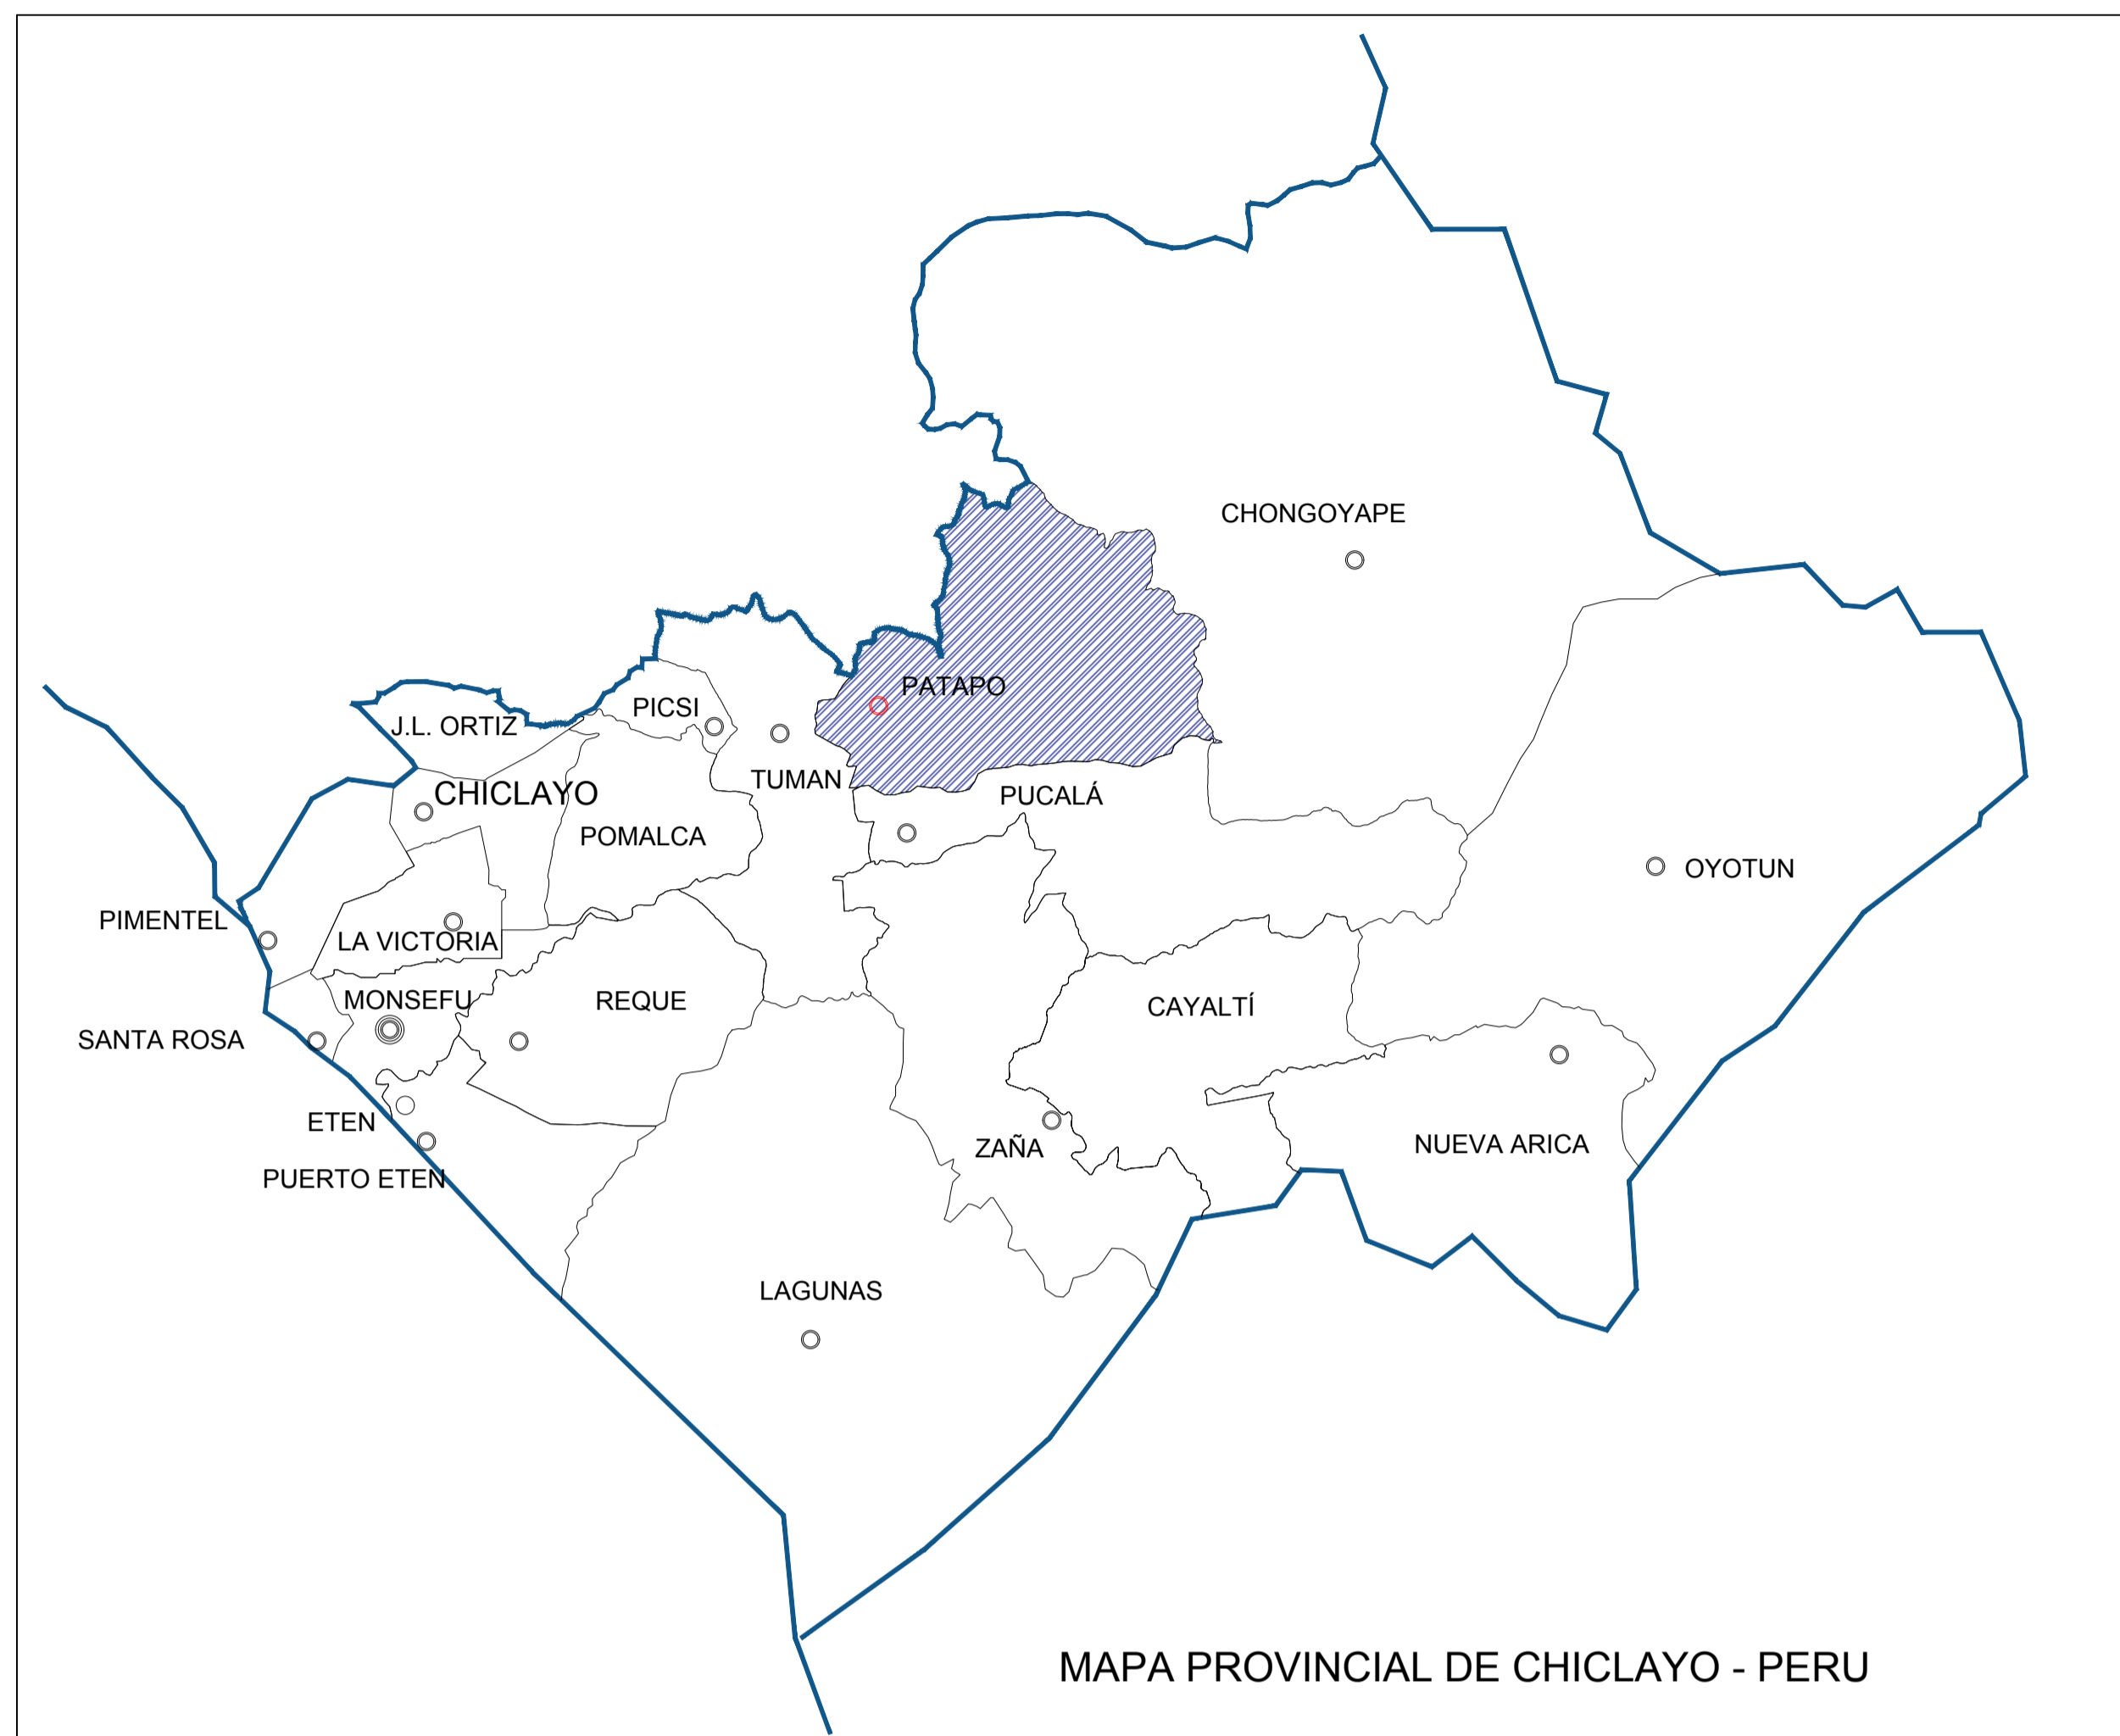 CHONGOYAPE
PATAPO
PICSI
J.L. ORTIZ
TUMAN
CHICLAYO
PUCALÁ
POMALCA
OYOTUN
PIMENTEL
LA VICTORIA
MONSEFU
REQUE
CAYALTÍ
SANTA ROSA
ETEN
ZAÑA
NUEVA ARICA
PUERTO ETEN
LAGUNAS
MAPA PROVINCIAL DE CHICLAYO - PERU